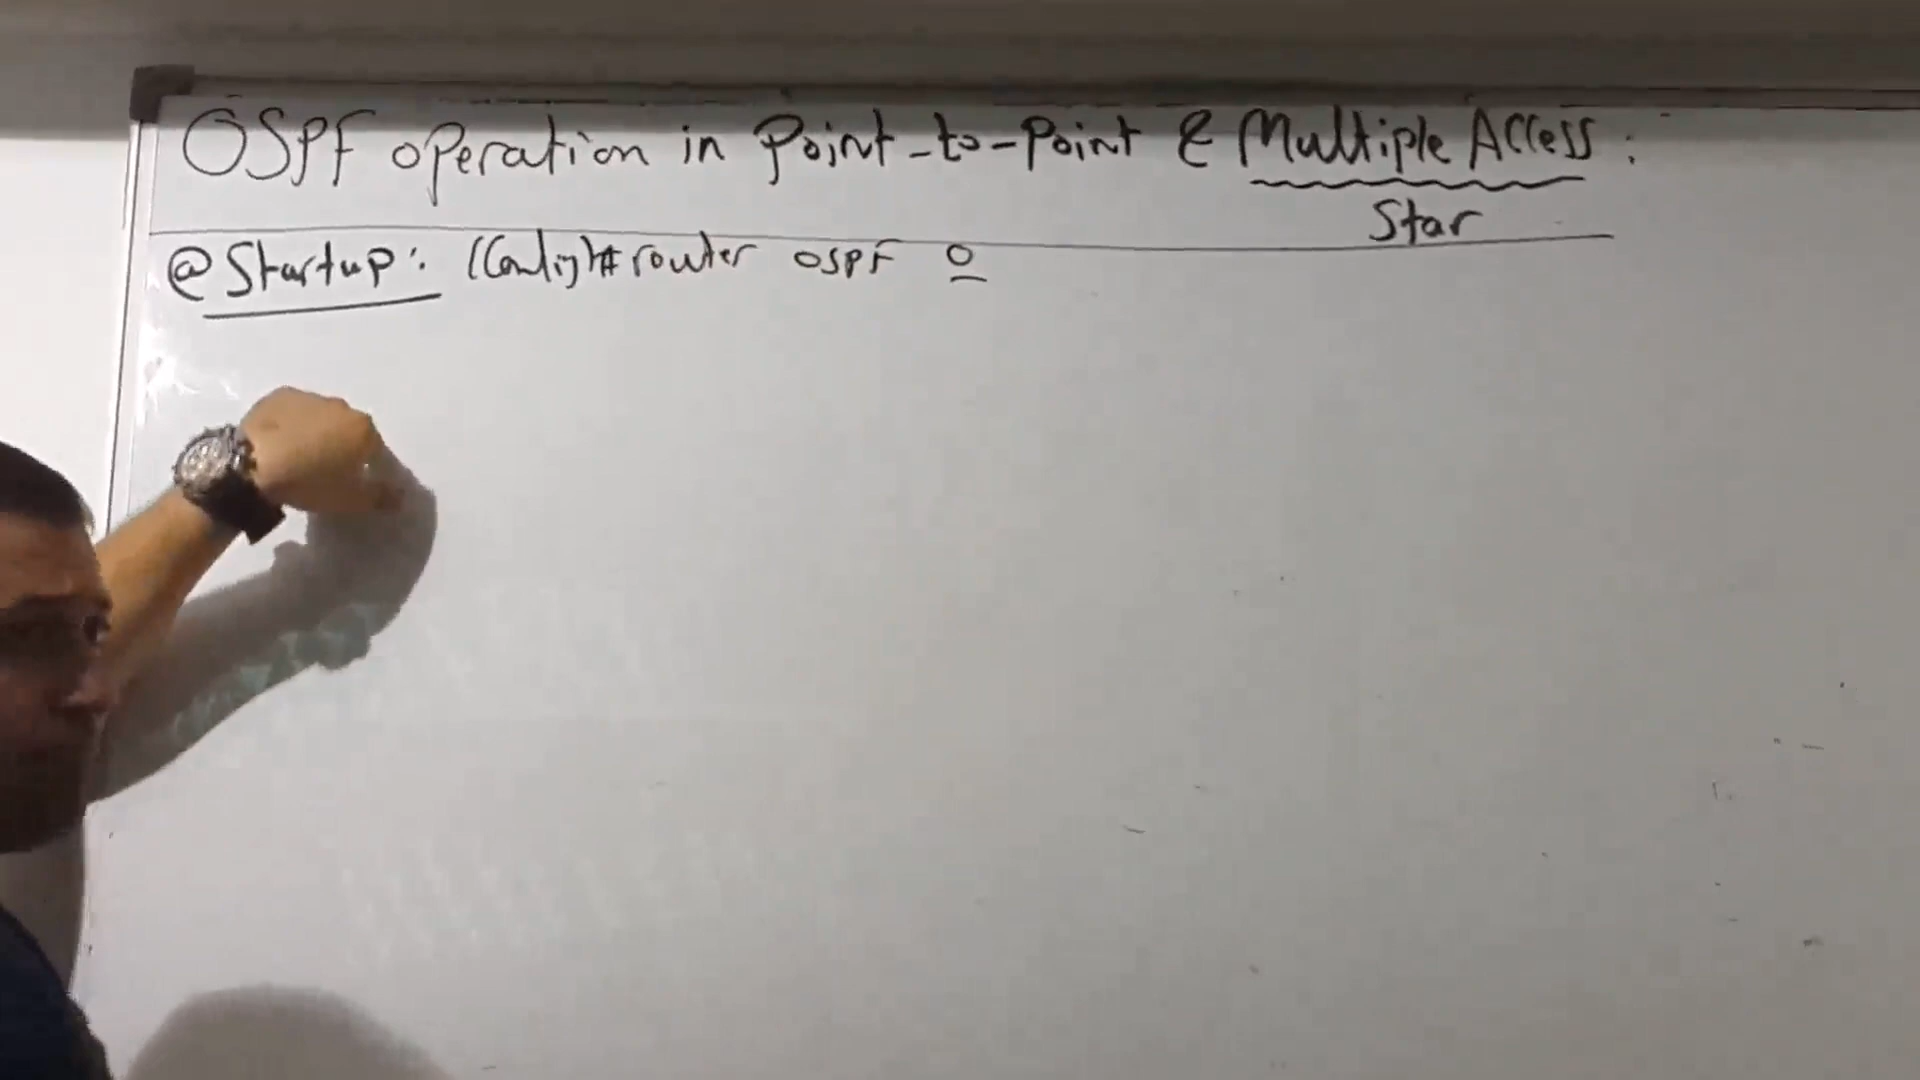 OSPF operation in Point-to-Point & Multiple Access:
Star
@ Startup: (Config)# router OSPF 0